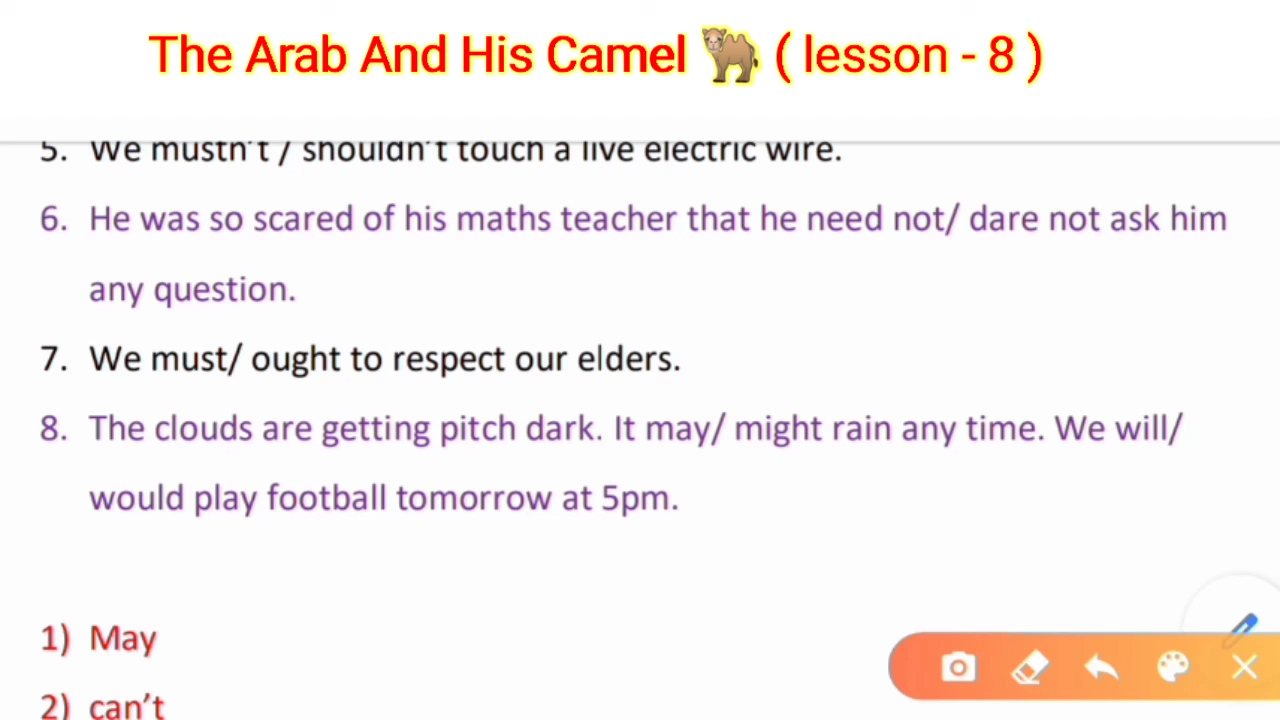 The Arab And His Camel 🐫 ( lesson - 8 )
5. We mustn't / shouldn't touch a live electric wire.
6. He was so scared of his maths teacher that he need not/ dare not ask him
any question.
7. We must/ ought to respect our elders.
8. The clouds are getting pitch dark. It may/ might rain any time. We will/
would play football tomorrow at 5pm.
1) May
2) can't